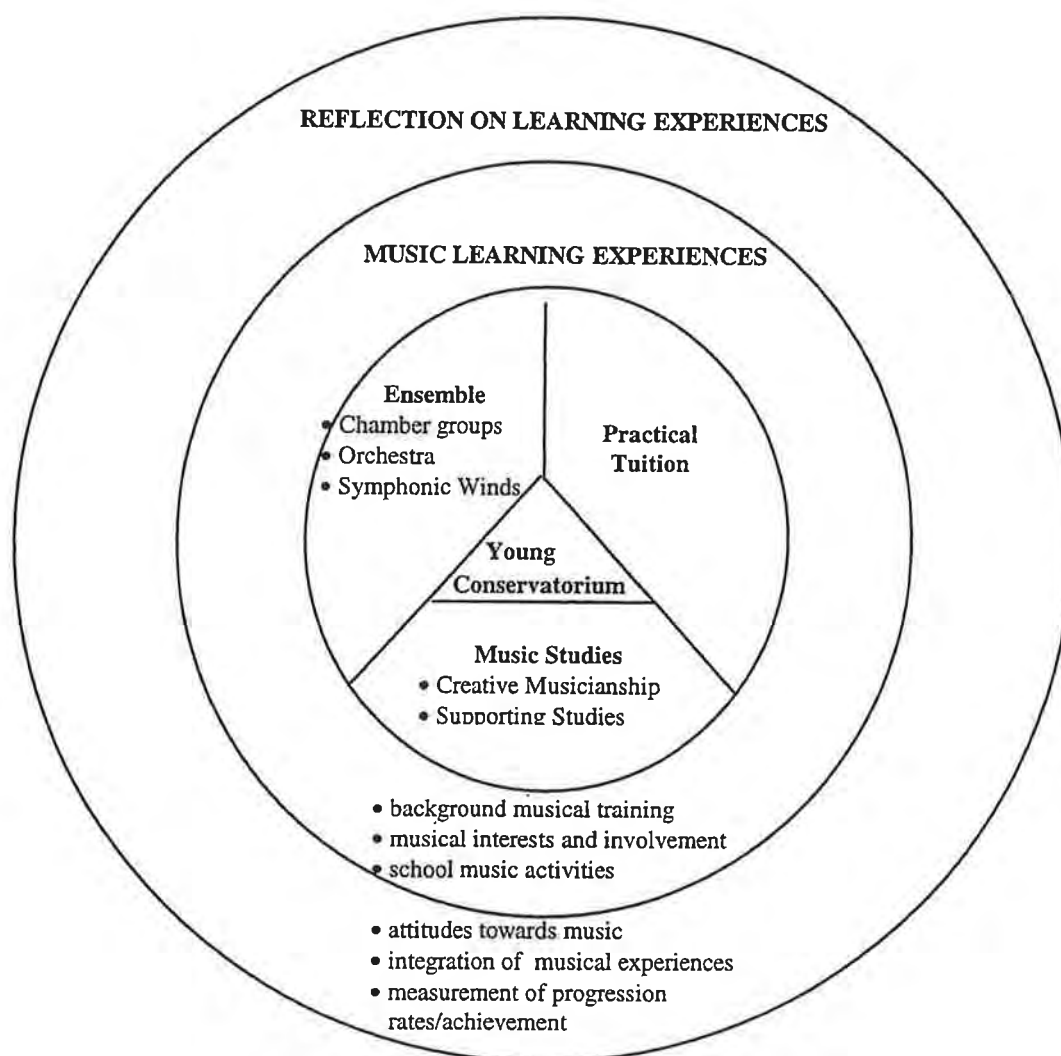 REFLECTION ON LEARNING EXPERIENCES
MUSIC LEARNING EXPERIENCES
Ensemble
• Chamber groups
• Orchestra
• Symphonic Winds
Practical
Tuition
Young
Conservatorium
Music Studies
• Creative Musicianship
• Supporting Studies
• background musical training
• musical interests and involvement
• school music activities
• attitudes towards music
• integration of musical experiences
• measurement of progression
rates/achievement